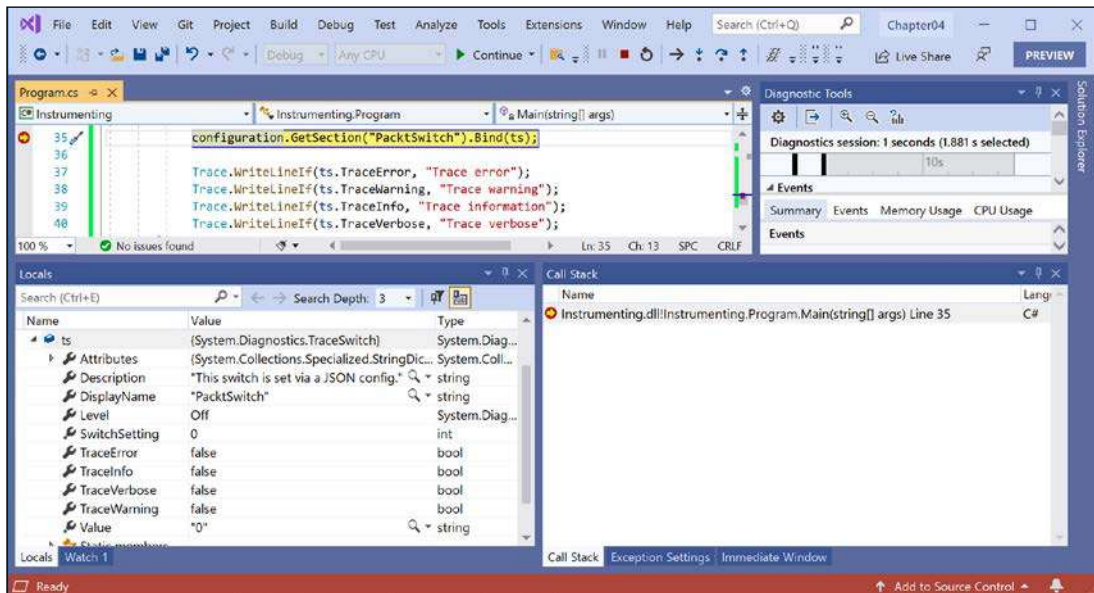 File Edit View Git Project Build Debug Test Analyze Tools Extensions Window Help Search (Ctrl+Q) Chapter04
Debug Any CPU Continue Live Share PREVIEW
Program.cs
Instrumenting Instrumenting.Program Main(string[] args)
35 configuration.GetSection("PacktSwitch").Bind(ts);
36
37 Trace.WriteLineIf(ts.TraceError, "Trace error");
38 Trace.WriteLineIf(ts.TraceWarning, "Trace warning");
39 Trace.WriteLineIf(ts.TraceInfo, "Trace information");
40 Trace.WriteLineIf(ts.TraceVerbose, "Trace verbose");
100 % No issues found Ln: 35 Ch: 13 SPC CRLF
Diagnostic Tools
Diagnostics session: 1 seconds (1.881 s selected)
10s
Events
Summary Events Memory Usage CPU Usage
Events
Solution Explorer
Locals
Search (Ctrl+E) Search Depth: 3
Name Value Type
ts {System.Diagnostics.TraceSwitch} System.Diag...
Attributes {System.Collections.Specialized.StringDic... System.Coll...
Description "This switch is set via a JSON config." string
DisplayName "PacktSwitch" string
Level Off System.Diag...
SwitchSetting 0 int
TraceError false bool
TraceInfo false bool
TraceVerbose false bool
TraceWarning false bool
Value "0" string
Static members
Locals Watch 1
Call Stack
Name Lang
Instrumenting.dll!Instrumenting.Program.Main(string[] args) Line 35 C#
Call Stack Exception Settings Immediate Window
Ready Add to Source Control